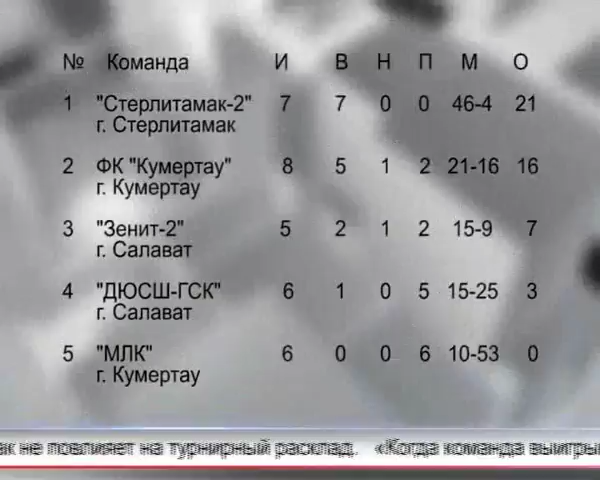 № Команда И В Н П М О
1 "Стерлитамак-2" 7 7 0 0 46-4 21
г. Стерлитамак
2 ФК "Кумертау" 8 5 1 2 21-16 16
г. Кумертау
3 "Зенит-2" 5 2 1 2 15-9 7
г. Салават
4 "ДЮСШ-ГСК" 6 1 0 5 15-25 3
г. Салават
5 "МЛК" 6 0 0 6 10-53 0
г. Кумертау
ак не повлияет на турнирный расклад. «Когда команда выигры